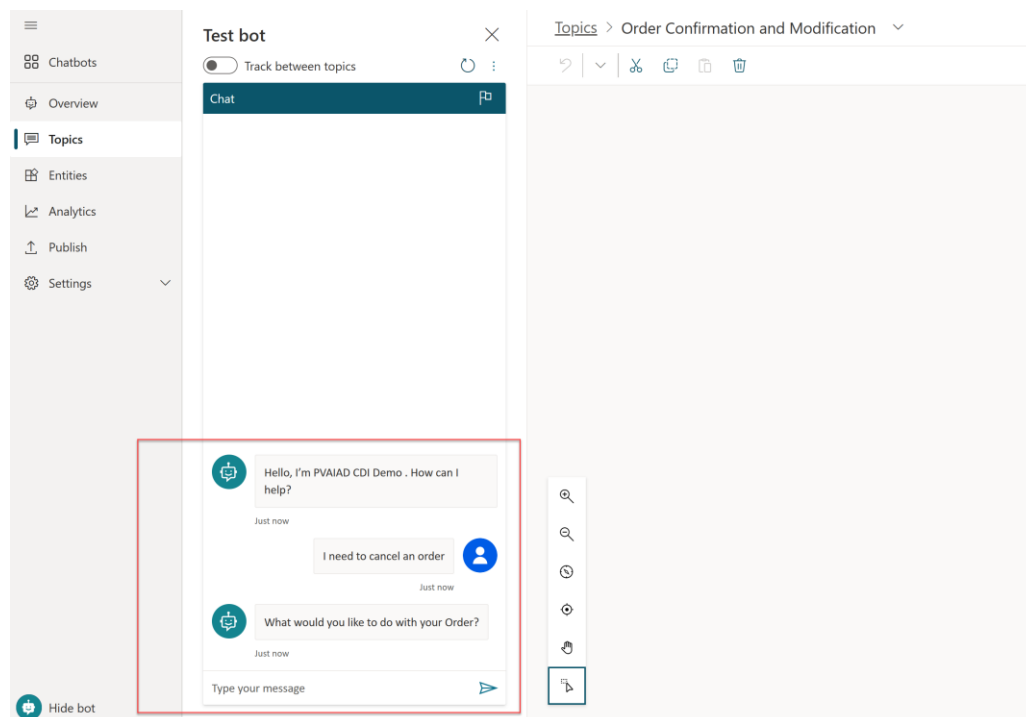 Chatbots
Overview
Topics
Entities
Analytics
Publish
Settings
Hide bot
Test bot
Track between topics
Chat
Hello, I'm PVAIAD CDI Demo . How can I
help?
Just now
I need to cancel an order
Just now
What would you like to do with your Order?
Just now
Type your message
Topics > Order Confirmation and Modification